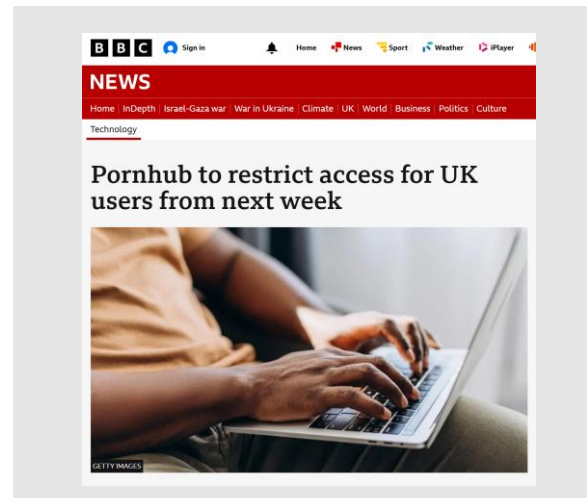 BBC Sign in Home News Sport Weather iPlayer
NEWS
Home InDepth Israel-Gaza war War in Ukraine Climate UK World Business Politics Culture
Technology
Pornhub to restrict access for UK
users from next week
GETTY IMAGES